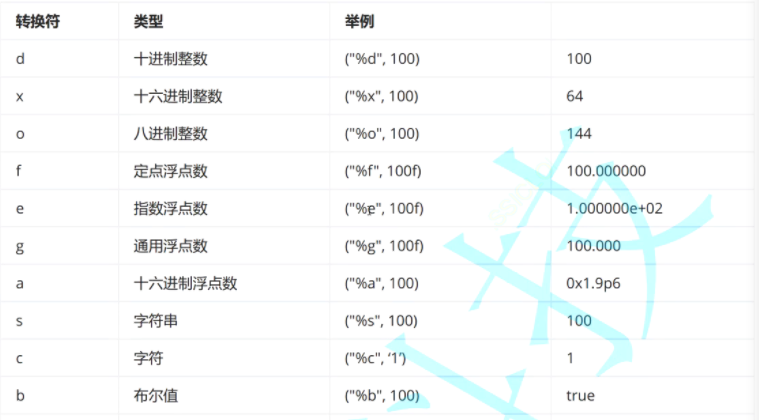 转换符 类型 举例
d 十进制整数 ("%d", 100) 100
x 十六进制整数 ("%x", 100) 64
o 八进制整数 ("%o", 100) 144
f 定点浮点数 ("%f", 100f) 100.000000
e 指数浮点数 ("%e", 100f) 1.000000e+02
g 通用浮点数 ("%g", 100f) 100.000
a 十六进制浮点数 ("%a", 100) 0x1.9p6
s 字符串 ("%s", 100) 100
c 字符 ("%c", ‘1’) 1
b 布尔值 ("%b", 100) true